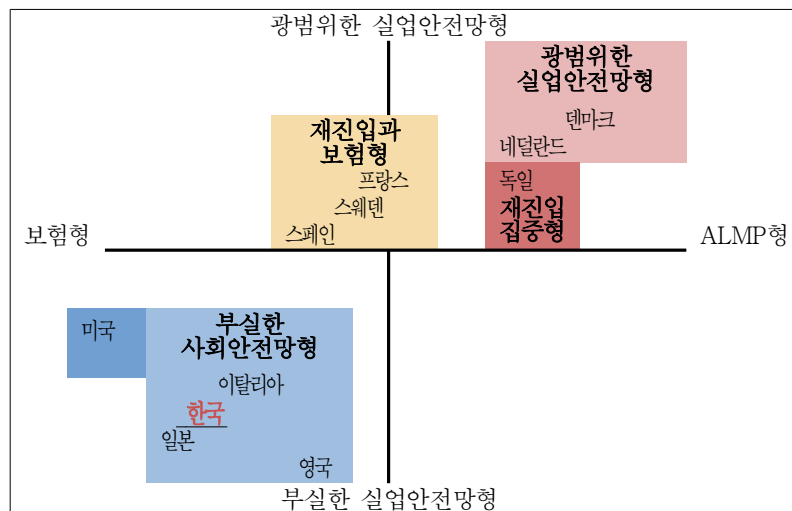 광범위한 실업안전망형
광범위한
실업안전망형
덴마크
네덜란드
재진입과
보험형
프랑스
스웨덴
스페인
독일
재진입
집중형
보험형
ALMP형
미국
부실한
사회안전망형
이탈리아
한국
일본
영국
부실한 실업안전망형